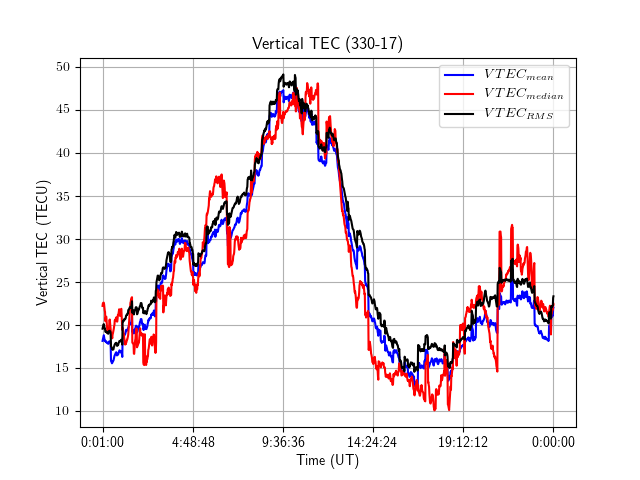 Vertical TEC (330-17)
VTEC_mean
VTEC_median
VTEC_RMS
Vertical TEC (TECU)
50
45
40
35
30
25
20
15
10
0:01:00 4:48:48 9:36:36 14:24:24 19:12:12 0:00:00
Time (UT)